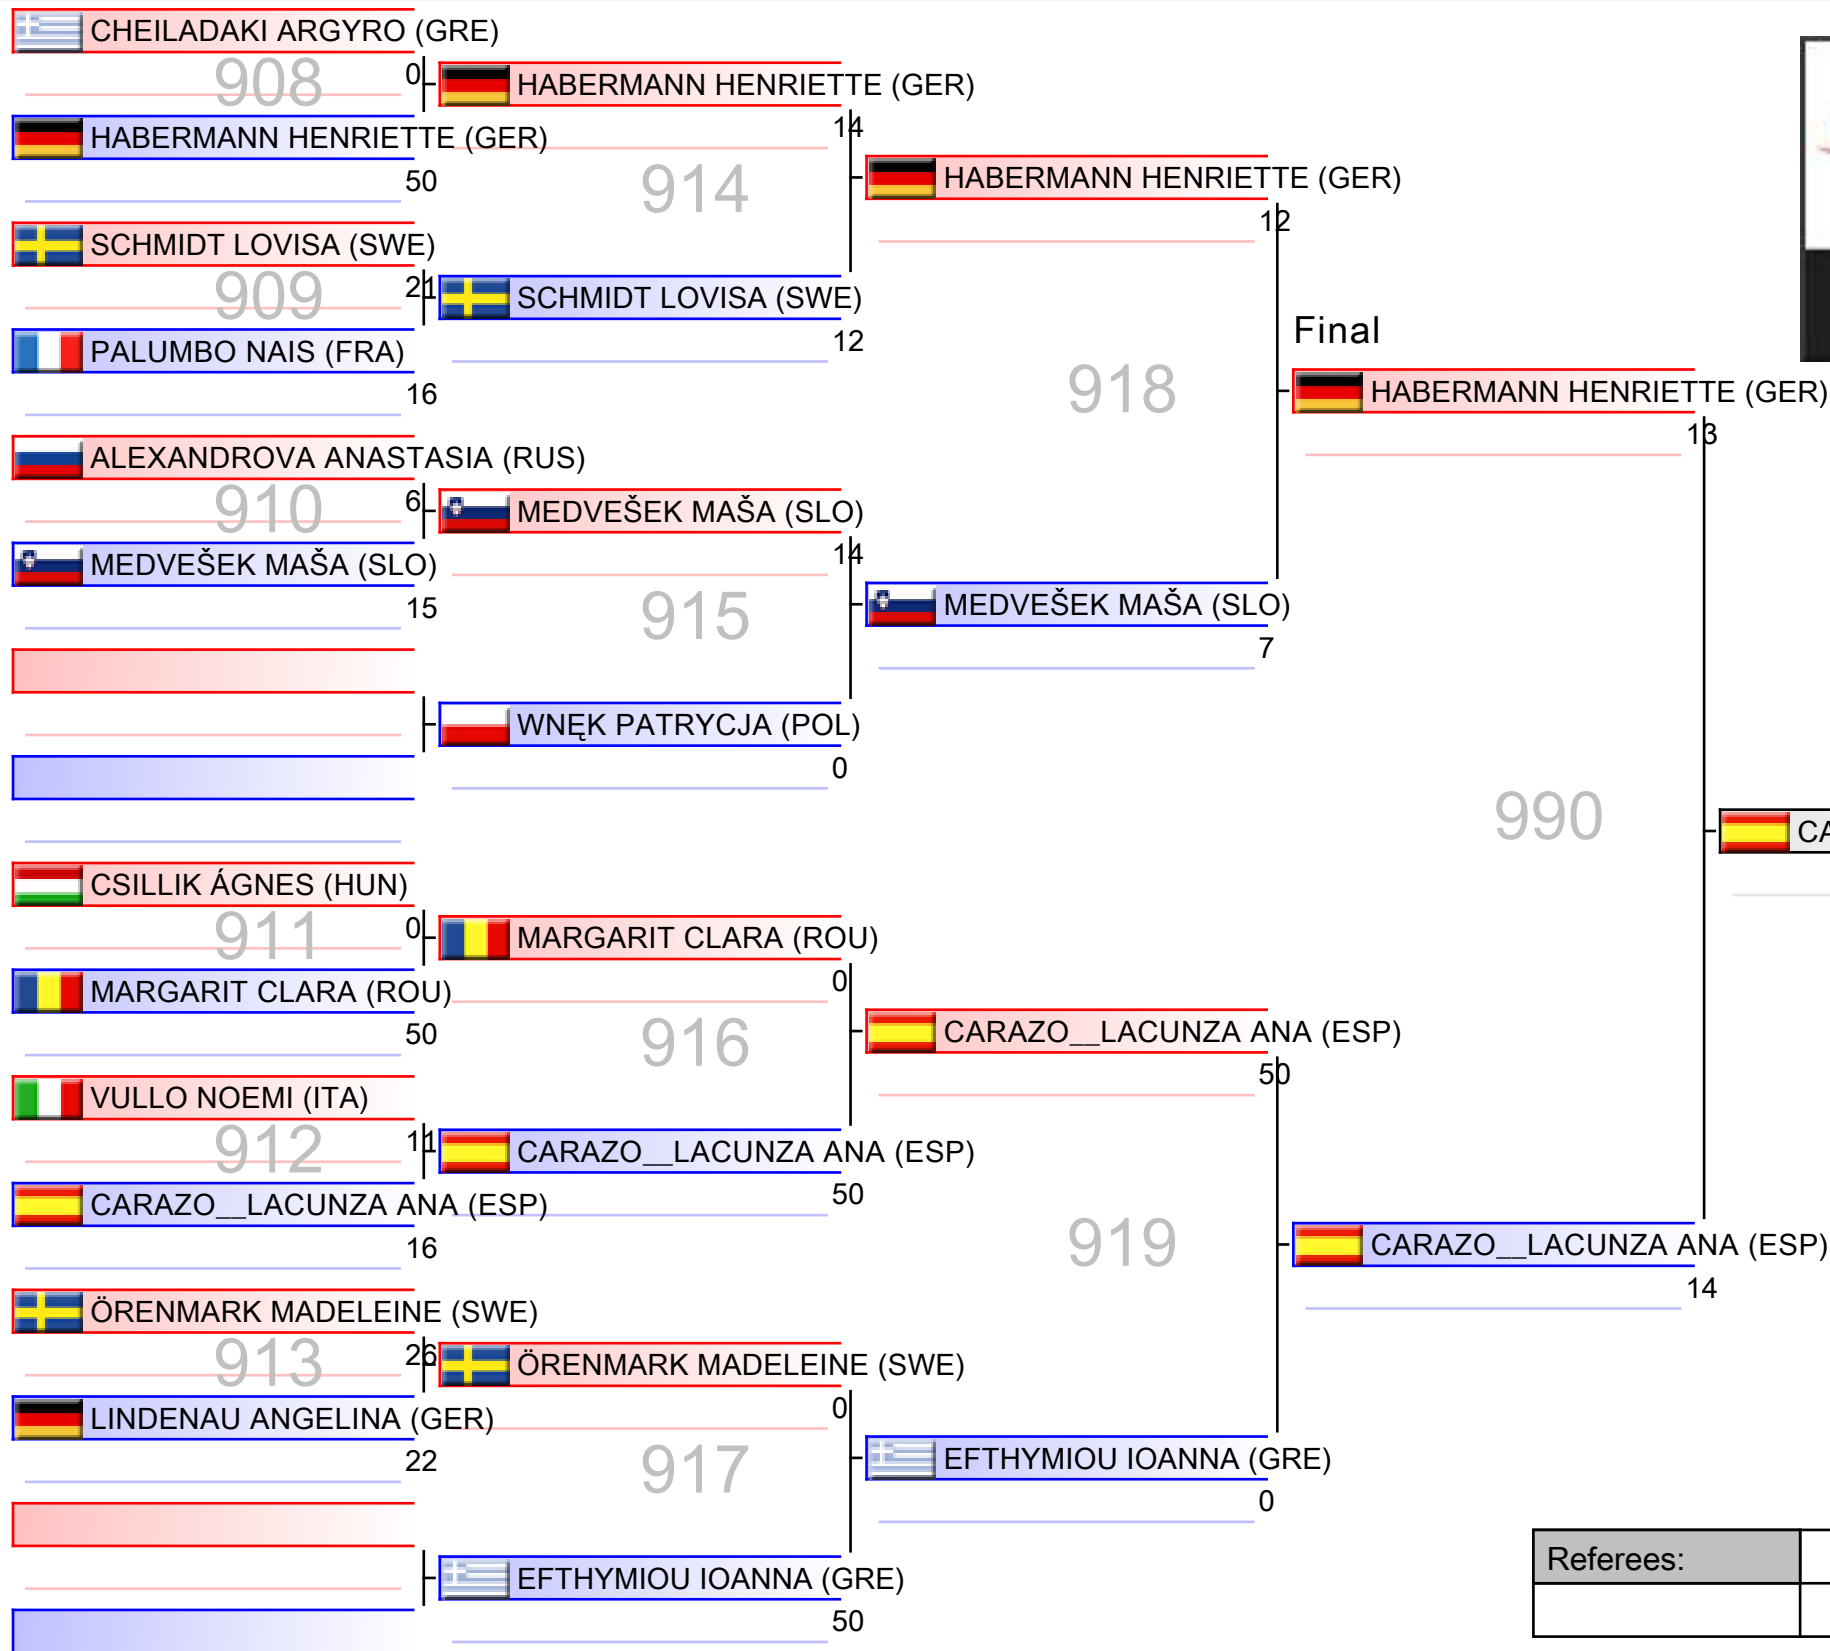 CHEILADAKI ARGYRO (GRE)
908
0
HABERMANN HENRIETTE (GER)
50
SCHMIDT LOVISA (SWE)
909
21
PALUMBO NAIS (FRA)
16
ALEXANDROVA ANASTASIA (RUS)
910
6
MEDVEŠEK MAŠA (SLO)
15
CSILLIK ÁGNES (HUN)
911
0
MARGARIT CLARA (ROU)
50
VULLO NOEMI (ITA)
912
11
CARAZO__LACUNZA ANA (ESP)
16
ÖRENMARK MADELEINE (SWE)
913
26
LINDENAU ANGELINA (GER)
22
HABERMANN HENRIETTE (GER)
14
914
SCHMIDT LOVISA (SWE)
12
MEDVEŠEK MAŠA (SLO)
14
915
WNĘK PATRYCJA (POL)
0
MARGARIT CLARA (ROU)
0
916
CARAZO__LACUNZA ANA (ESP)
50
ÖRENMARK MADELEINE (SWE)
0
917
EFTHYMIOU IOANNA (GRE)
50
HABERMANN HENRIETTE (GER)
12
918
MEDVEŠEK MAŠA (SLO)
7
CARAZO__LACUNZA ANA (ESP)
50
919
EFTHYMIOU IOANNA (GRE)
0
Final
HABERMANN HENRIETTE (GER)
13
990
CARAZO__LACUNZA ANA (ESP)
14
CA
Referees: